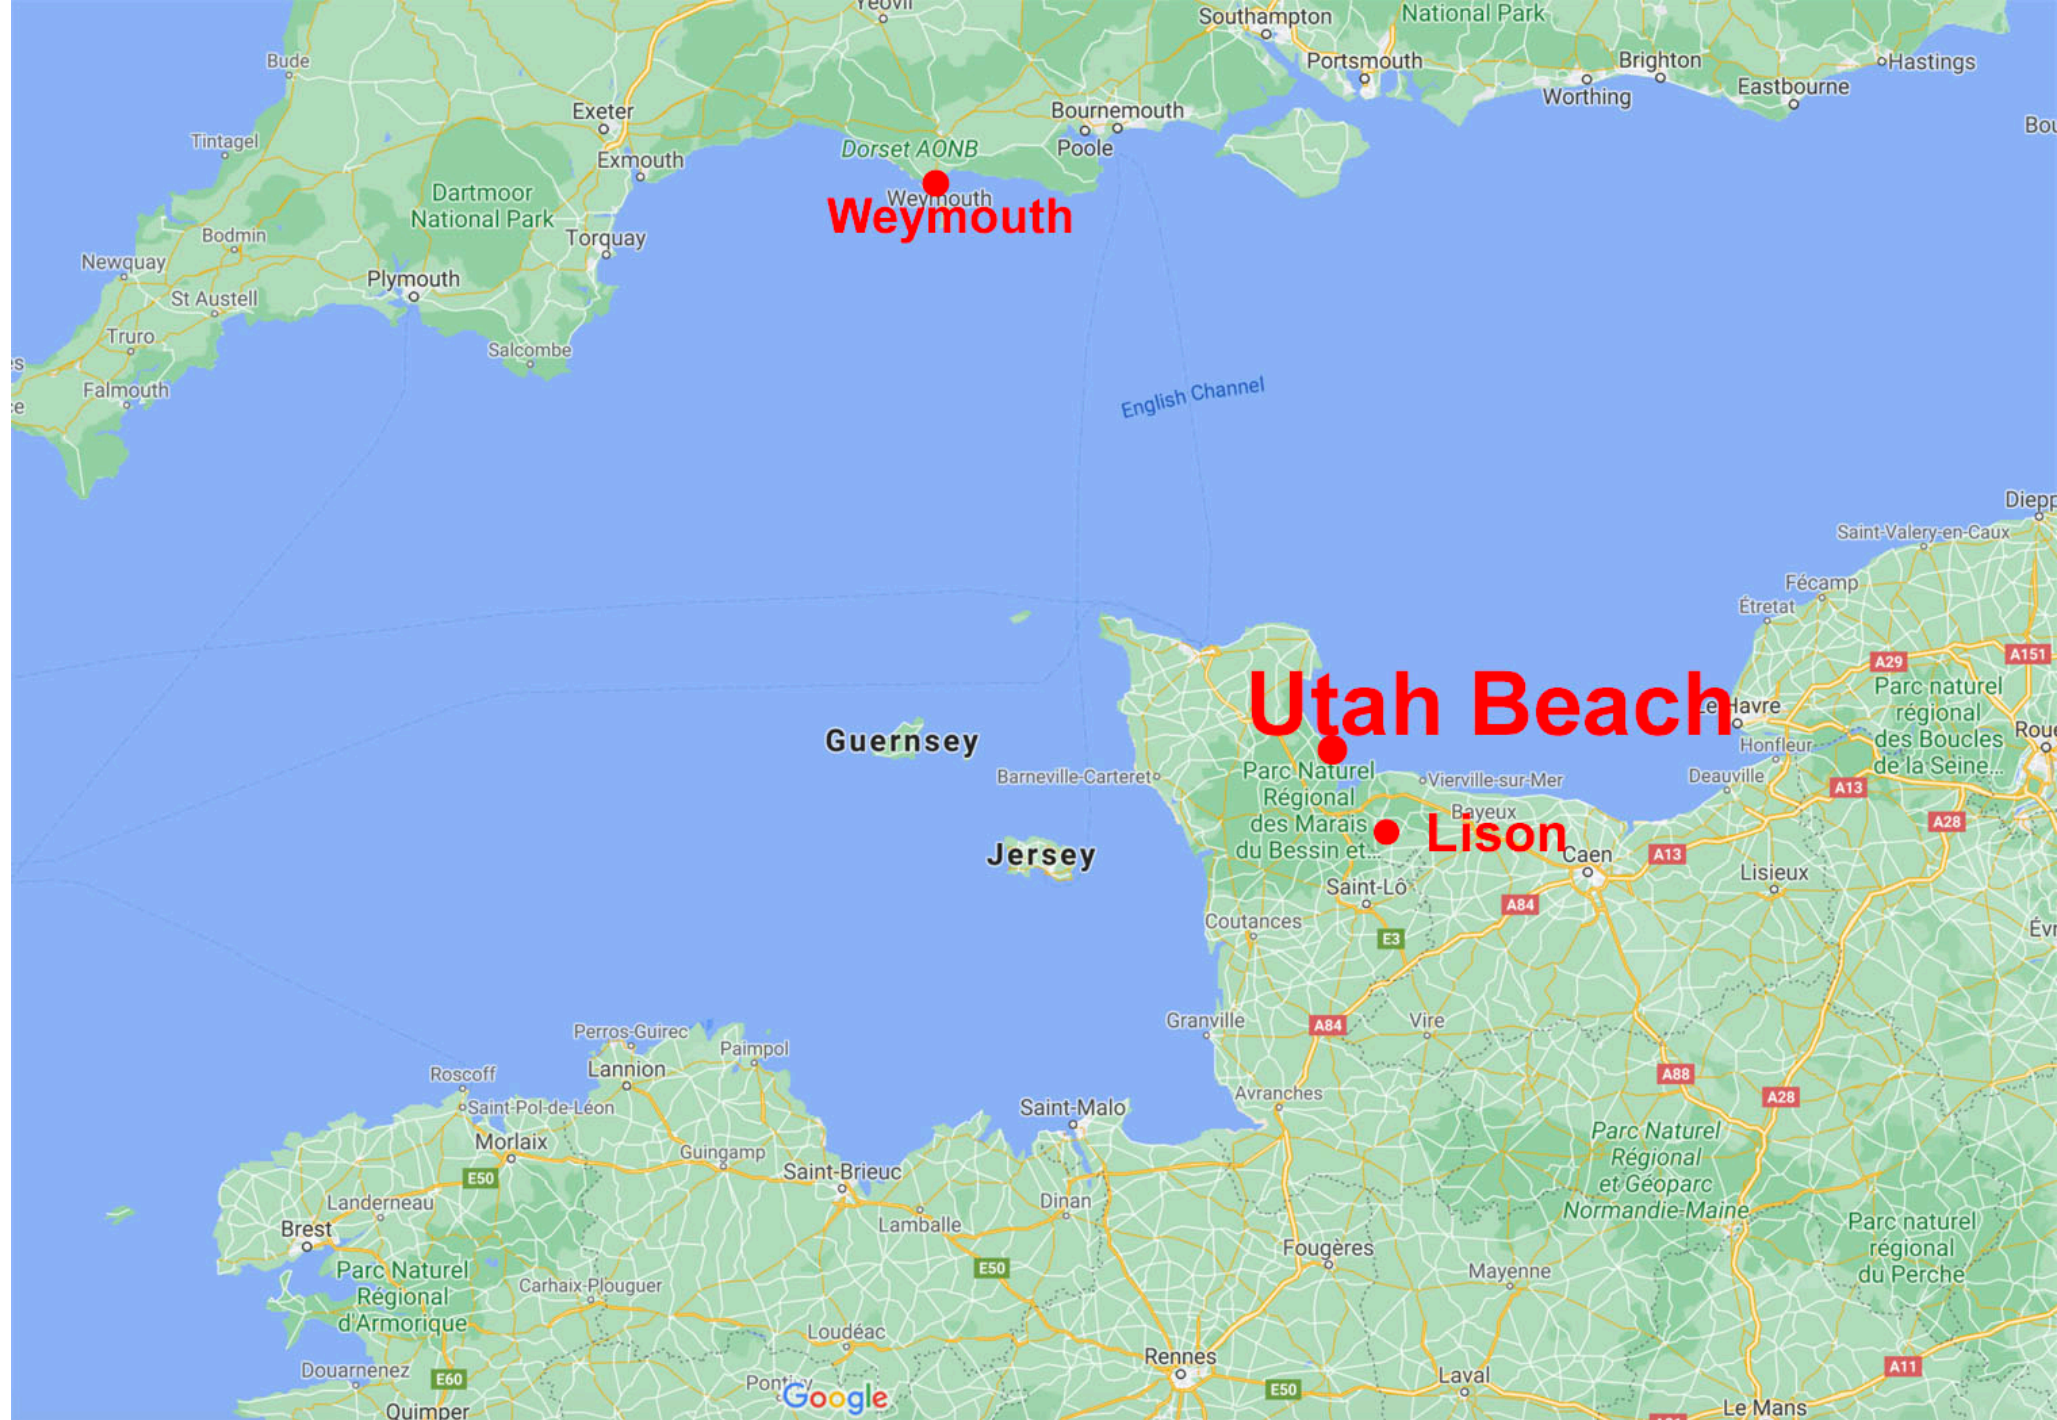 Yeovil
Southampton
National Park
Bude
Portsmouth
Brighton
Hastings
Eastbourne
Worthing
Exeter
Bournemouth
Tintagel
Dorset AONB
Poole
Exmouth
Dartmoor
National Park
Weymouth
Weymouth
Bodmin
Torquay
Newquay
Plymouth
St Austell
Truro
Salcombe
Falmouth
English Channel
Saint-Valery-en-Caux
Fécamp
Étretat
A29
A151
Utah Beach
Le Havre
Parc naturel
régional
des Boucles
de la Seine...
Guernsey
Honfleur
Barneville-Carteret
Parc Naturel
Régional
des Marais
du Bessin et...
Vierville-sur-Mer
Deauville
A13
Bayeux
Lison
A28
Jersey
Caen
A13
Lisieux
Saint-Lô
A84
Coutances
E3
Granville
A84
Vire
Perros-Guirec
Paimpol
Lannion
Roscoff
Saint-Pol-de-Léon
A88
A28
Avranches
Saint-Malo
Morlaix
Guingamp
Saint-Brieuc
E50
Parc Naturel
Régional
et Géoparc
Normandie-Maine
Landerneau
Dinan
Lamballe
Brest
Parc naturel
régional
du Perche
Fougères
E50
Mayenne
Parc Naturel
Régional
d'Armorique
Carhaix-Plouguer
Loudéac
Rennes
Douarnenez
E60
Google
E50
Laval
A11
Quimper
Le Mans